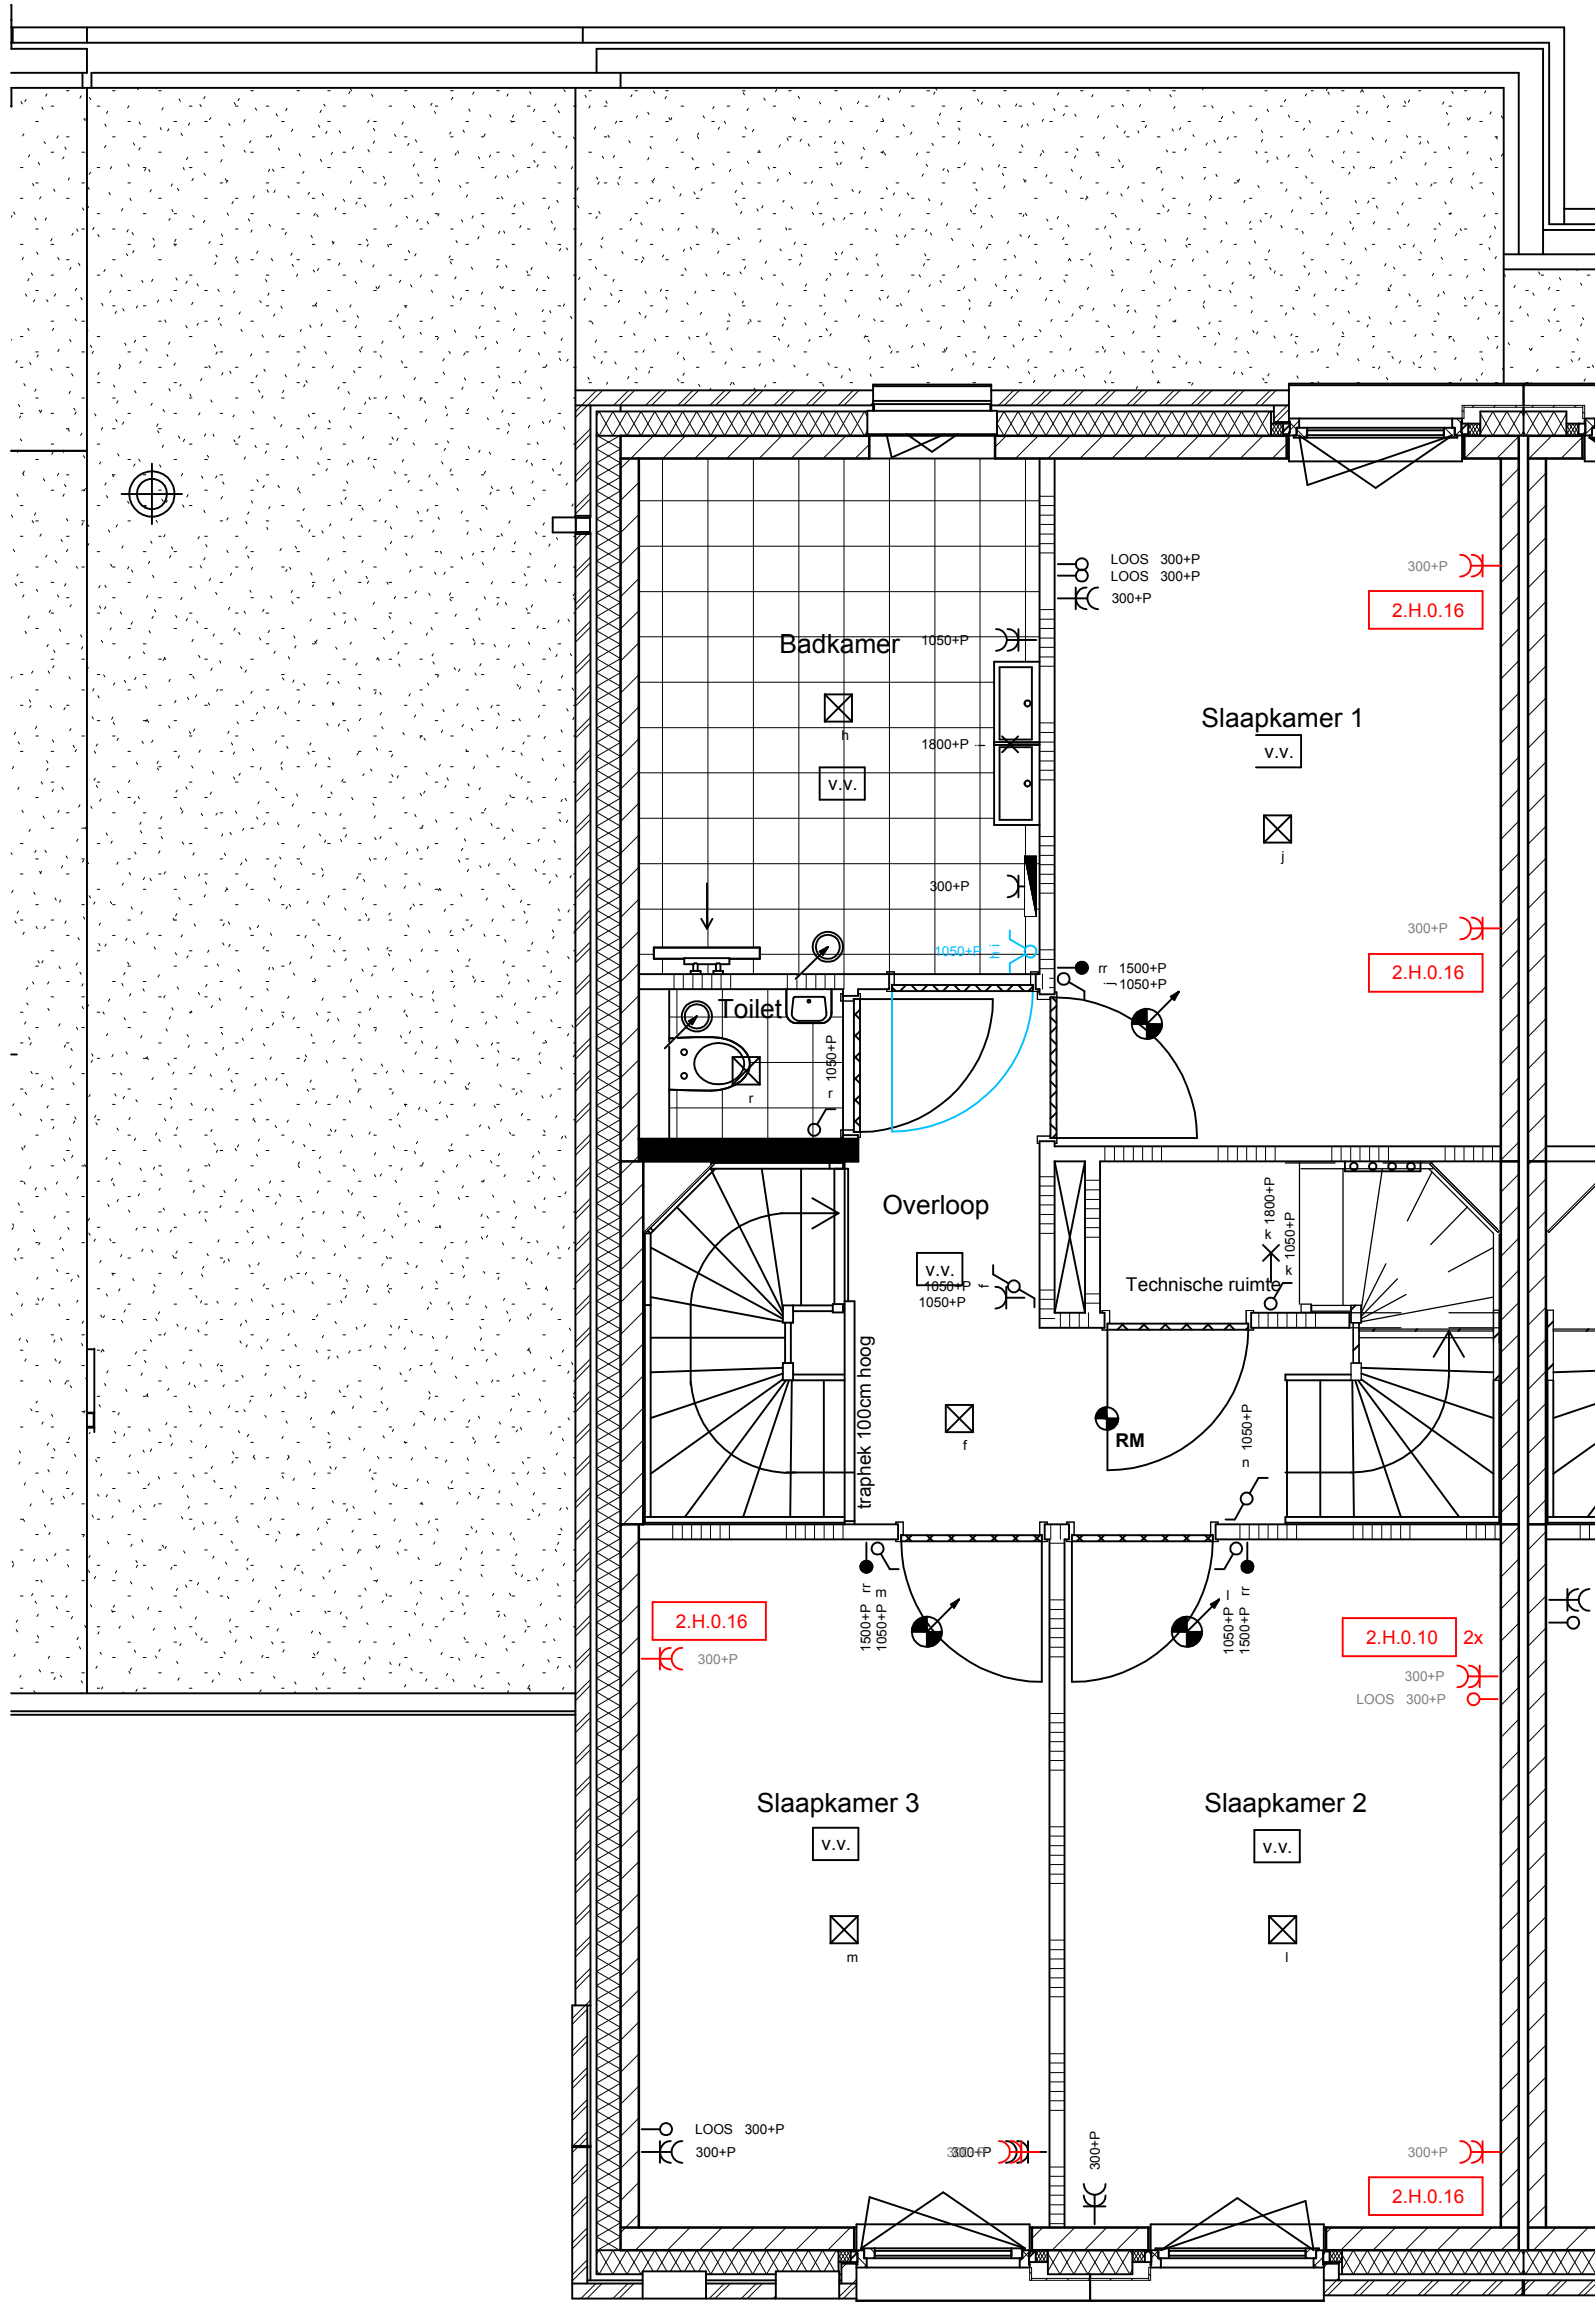 LOOS 300+P
LOOS 300+P
300+P
300+P
2.H.0.16
Badkamer
1050+P
h
v.v.
1800+P i
Slaapkamer 1
v.v.
j
300+P
300+P
2.H.0.16
1050+P h i
rr 1500+P
j 1050+P
Toilet
r
r 1050+P
Overloop
v.v.
1050+P f
1050+P
Technische ruimte
k 1800+P
k 1050+P
traphek 100cm hoog
f
RM
n 1050+P
1500+P rr
1050+P m
1050+P l
1500+P rr
2.H.0.16
300+P
2.H.0.10 2x
300+P
LOOS 300+P
Slaapkamer 3
v.v.
m
Slaapkamer 2
v.v.
l
LOOS 300+P
300+P
300+P
300+P
300+P
2.H.0.16